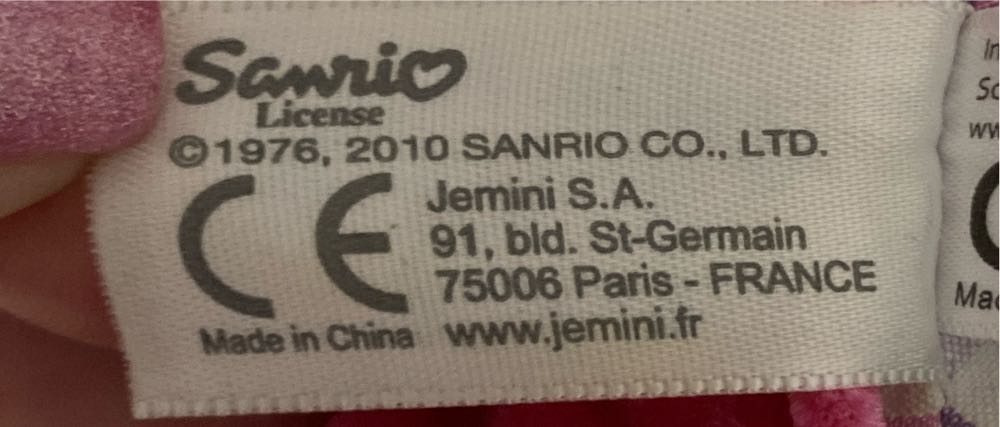 Sanrio
License
©1976, 2010 SANRIO CO., LTD.
CE
Jemini S.A.
91, bld. St-Germain
75006 Paris - FRANCE
Made in China www.jemini.fr